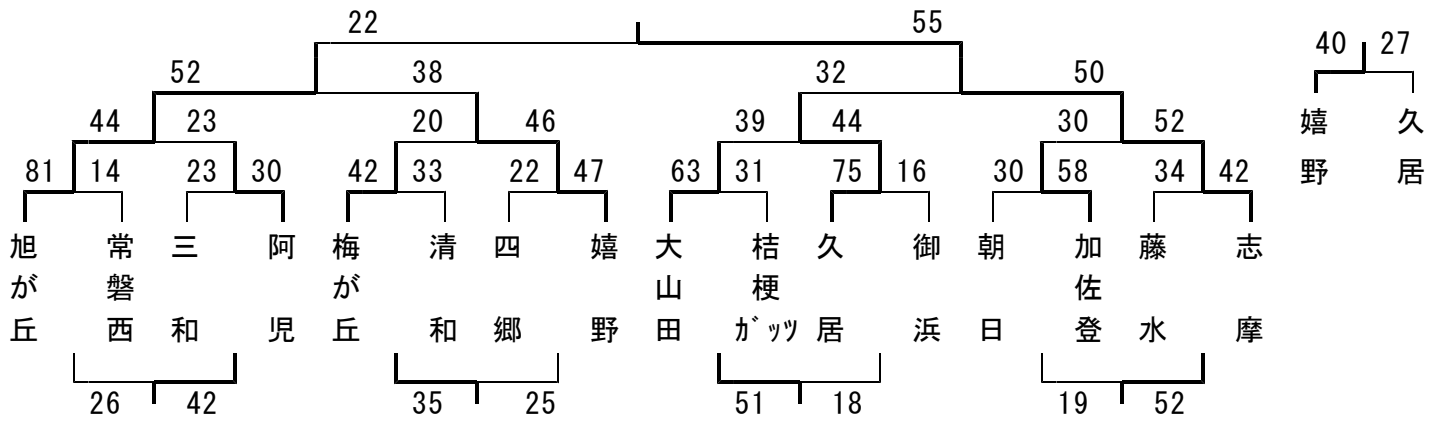 22 55
40 27
52 38 32 50
44 23 20 46 39 44 30 52
81 14 23 30 42 33 22 47 63 31 75 16 30 58 34 42
嬉野 久居
旭が丘 常磐西 三和 阿児 梅が丘 清和 四郷 嬉野 大山田 桔梗ガッツ 久居 御浜 朝日 加佐登 藤水 志摩
26 42 35 25 51 18 19 52